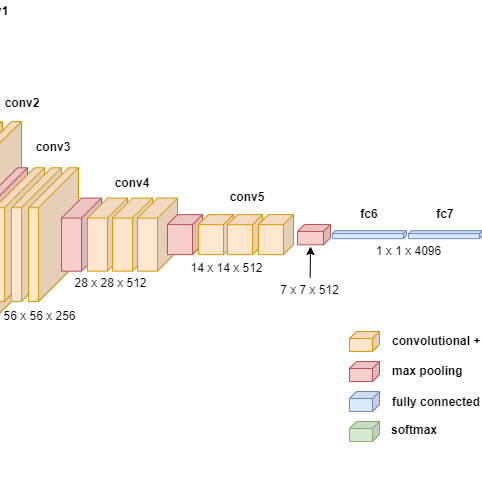 v1
conv2
conv3
conv4
conv5
fc6
fc7
1 x 1 x 4096
14 x 14 x 512
28 x 28 x 512
7 x 7 x 512
56 x 56 x 256
convolutional +
max pooling
fully connected
softmax